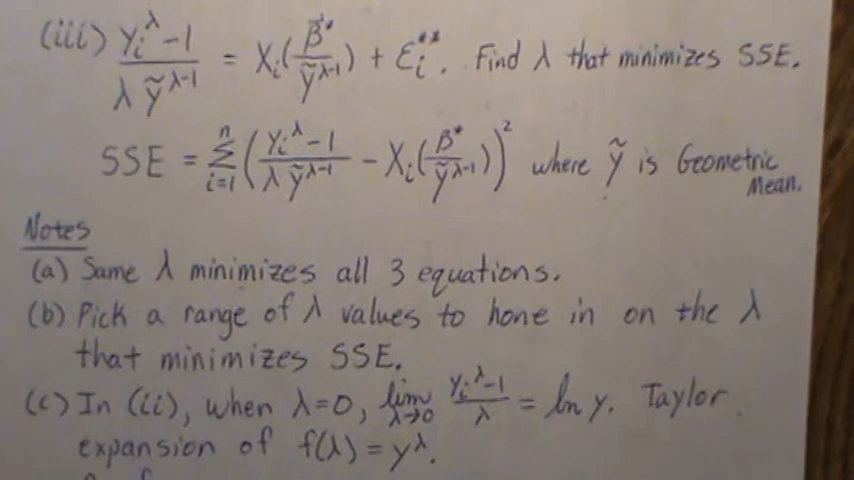 (iii) (Yi^λ - 1)/(λ ỹ^(λ-1)) = Xi(β⃗*/ỹ^(λ-1)) + εi**. Find λ that minimizes SSE.
SSE = Σ_{i=1}^{n} ((Yi^λ - 1)/(λ ỹ^(λ-1)) - Xi(β*/ỹ^(λ-1)))² where ỹ is Geometric
Mean.
Notes
(a) Same λ minimizes all 3 equations.
(b) Pick a range of λ values to hone in on the λ
that minimizes SSE.
(c) In (ii), when λ=0, lim_{λ→0} (Yi^λ - 1)/λ = ln y. Taylor
expansion of f(λ) = y^λ.